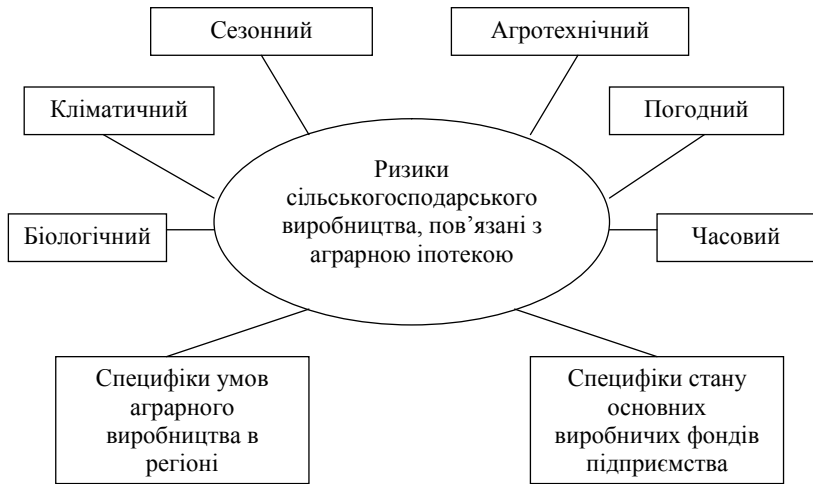 Сезонний
Агротехнічний
Кліматичний
Погодний
Ризики
сільськогосподарського
виробництва, пов’язані з
аграрною іпотекою
Біологічний
Часовий
Специфіки умов
аграрного
виробництва в
регіоні
Специфіки стану
основних
виробничих фондів
підприємства